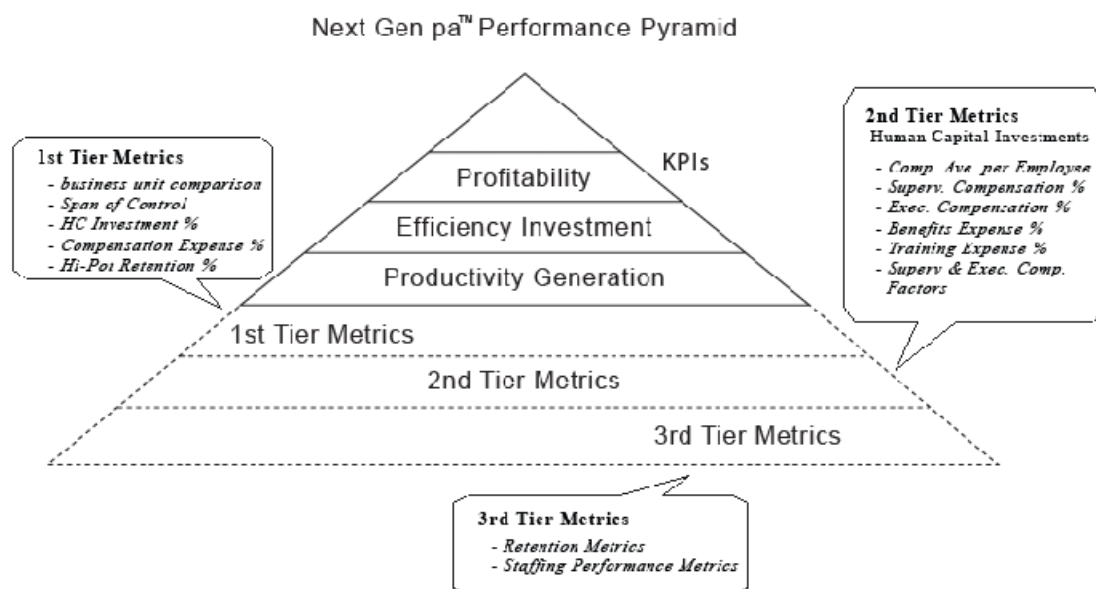 Next Gen pa™ Performance Pyramid
1st Tier Metrics
- business unit comparison
- Span of Control
- HC Investment %
- Compensation Expense %
- Hi-Pot Retention %
2nd Tier Metrics
Human Capital Investments
- Comp. Ave. per Employee
- Superv. Compensation %
- Exec. Compensation %
- Benefits Expense %
- Training Expense %
- Superv & Exec. Comp.
Factors
KPIs
Profitability
Efficiency Investment
Productivity Generation
1st Tier Metrics
2nd Tier Metrics
3rd Tier Metrics
3rd Tier Metrics
- Retention Metrics
- Staffing Performance Metrics